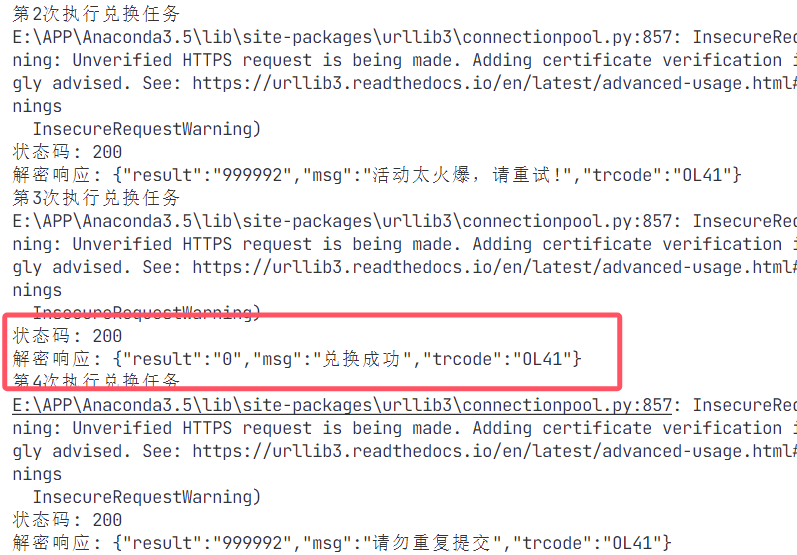 第2次执行兑换任务
E:\APP\Anaconda3.5\lib\site-packages\urllib3\connectionpool.py:857: InsecureReq
ning: Unverified HTTPS request is being made. Adding certificate verification i
gly advised. See: https://urllib3.readthedocs.io/en/latest/advanced-usage.html#
nings
InsecureRequestWarning)
状态码: 200
解密响应: {"result":"999992","msg":"活动太火爆，请重试!","trcode":"OL41"}
第3次执行兑换任务
E:\APP\Anaconda3.5\lib\site-packages\urllib3\connectionpool.py:857: InsecureReq
ning: Unverified HTTPS request is being made. Adding certificate verification i
gly advised. See: https://urllib3.readthedocs.io/en/latest/advanced-usage.html#
nings
InsecureRequestWarning)
状态码: 200
解密响应: {"result":"0","msg":"兑换成功","trcode":"OL41"}
第4次执行兑换任务
E:\APP\Anaconda3.5\lib\site-packages\urllib3\connectionpool.py:857: InsecureReq
ning: Unverified HTTPS request is being made. Adding certificate verification i
gly advised. See: https://urllib3.readthedocs.io/en/latest/advanced-usage.html#
nings
InsecureRequestWarning)
状态码: 200
解密响应: {"result":"999992","msg":"请勿重复提交","trcode":"OL41"}